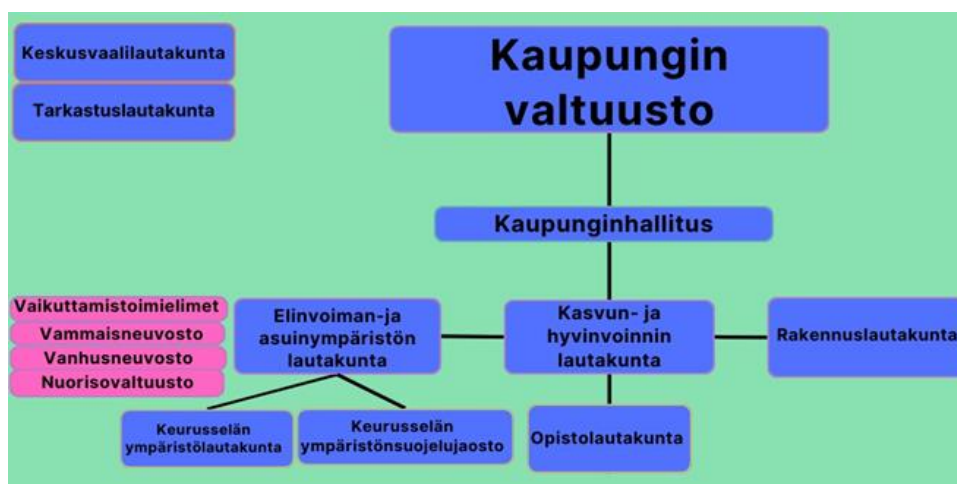 Keskusvaalilautakunta
Tarkastuslautakunta
Kaupungin
valtuusto
Kaupunginhallitus
Vaikuttamistoimielimet
Vammaisneuvosto
Vanhusneuvosto
Nuorisovaltuusto
Elinvoiman-ja
asuinympäristön
lautakunta
Kasvun- ja
hyvinvoinnin
lautakunta
Rakennuslautakunta
Keurusselän
ympäristölautakunta
Keurusselän
ympäristönsuojelujaosto
Opistolautakunta